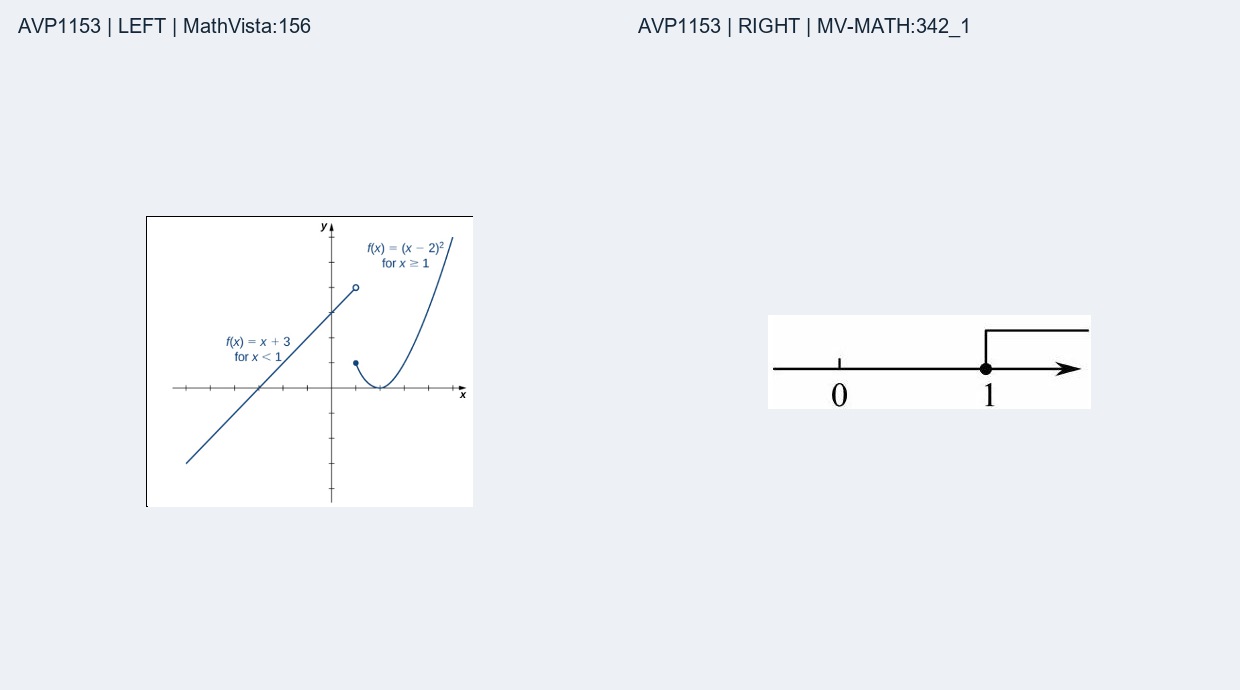 AVP1153 | LEFT | MathVista:156
AVP1153 | RIGHT | MV-MATH:342_1
y
f(x) = (x − 2)²
for x ≥ 1
f(x) = x + 3
for x < 1
x
0 1